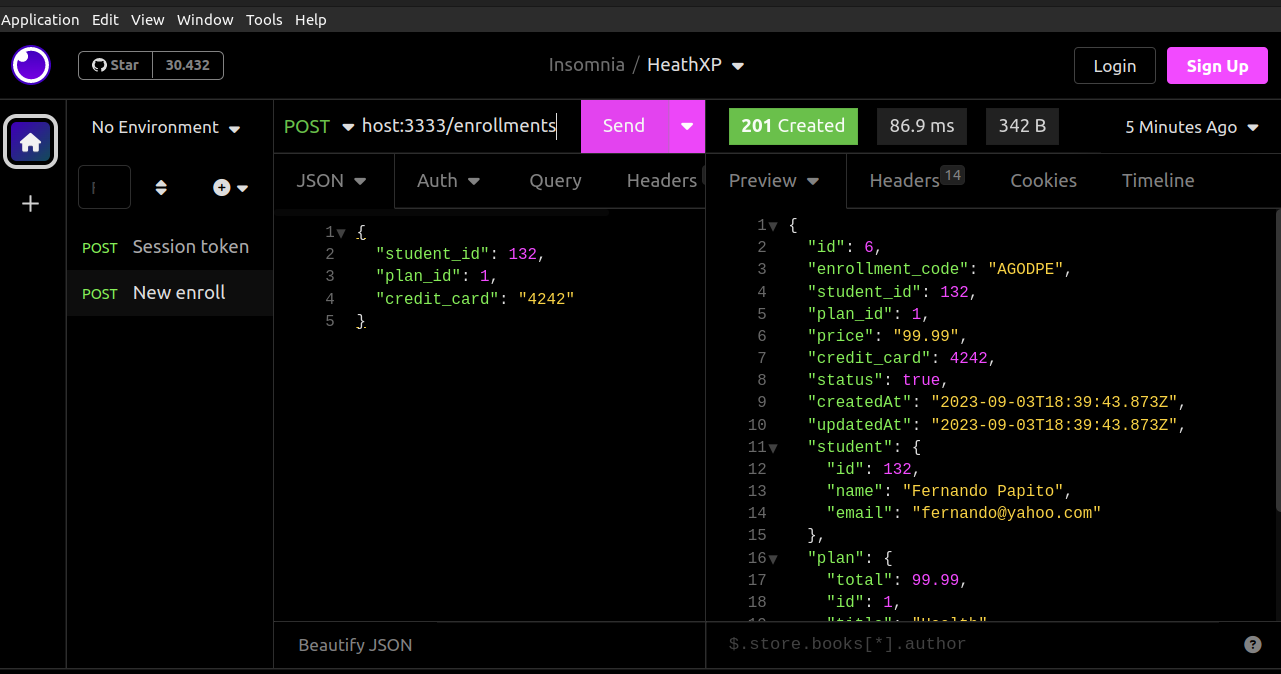 Application Edit View Window Tools Help
Star 30.432
Insomnia / HeathXP
Login
Sign Up
No Environment
POST host:3333/enrollments
Send
201 Created
86.9 ms
342 B
5 Minutes Ago
JSON
Auth
Query
Headers
Preview
Headers 14
Cookies
Timeline
POST Session token
POST New enroll
1 {
2 "student_id": 132,
3 "plan_id": 1,
4 "credit_card": "4242"
5 }
1 {
2 "id": 6,
3 "enrollment_code": "AGODPE",
4 "student_id": 132,
5 "plan_id": 1,
6 "price": "99.99",
7 "credit_card": 4242,
8 "status": true,
9 "createdAt": "2023-09-03T18:39:43.873Z",
10 "updatedAt": "2023-09-03T18:39:43.873Z",
11 "student": {
12 "id": 132,
13 "name": "Fernando Papito",
14 "email": "fernando@yahoo.com"
15 },
16 "plan": {
17 "total": 99.99,
18 "id": 1,
Beautify JSON
$.store.books[*].author
?